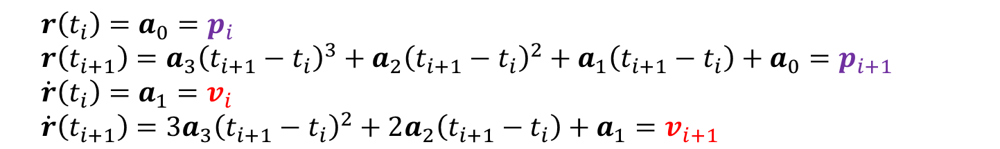 𝒓(tᵢ) = 𝒂₀ = 𝒑ᵢ
𝒓(tᵢ₊₁) = 𝒂₃(tᵢ₊₁ − tᵢ)³ + 𝒂₂(tᵢ₊₁ − tᵢ)² + 𝒂₁(tᵢ₊₁ − tᵢ) + 𝒂₀ = 𝒑ᵢ₊₁
𝒓̇(tᵢ) = 𝒂₁ = 𝒗ᵢ
𝒓̇(tᵢ₊₁) = 3𝒂₃(tᵢ₊₁ − tᵢ)² + 2𝒂₂(tᵢ₊₁ − tᵢ) + 𝒂₁ = 𝒗ᵢ₊₁